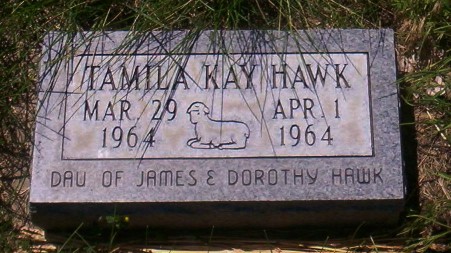 TAMILA KAY HAWK
MAR. 29 APR. 1
1964 1964
DAU OF JAMES & DOROTHY HAWK